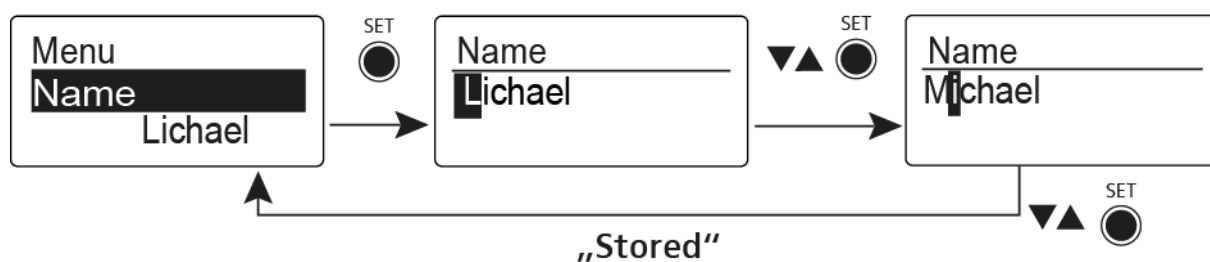 Menu
Name
Lichael
SET
Name
Lichael
SET
Name
Michael
SET
„Stored“